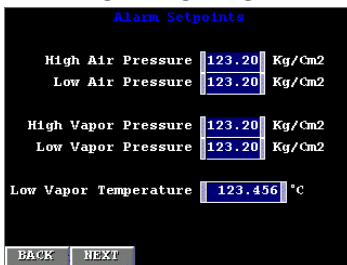 Alarm Setpoints
High Air Pressure 123.20 Kg/Cm2
Low Air Pressure 123.20 Kg/Cm2
High Vapor Pressure 123.20 Kg/Cm2
Low Vapor Pressure 123.20 Kg/Cm2
Low Vapor Temperature 123.456 °C
BACK NEXT